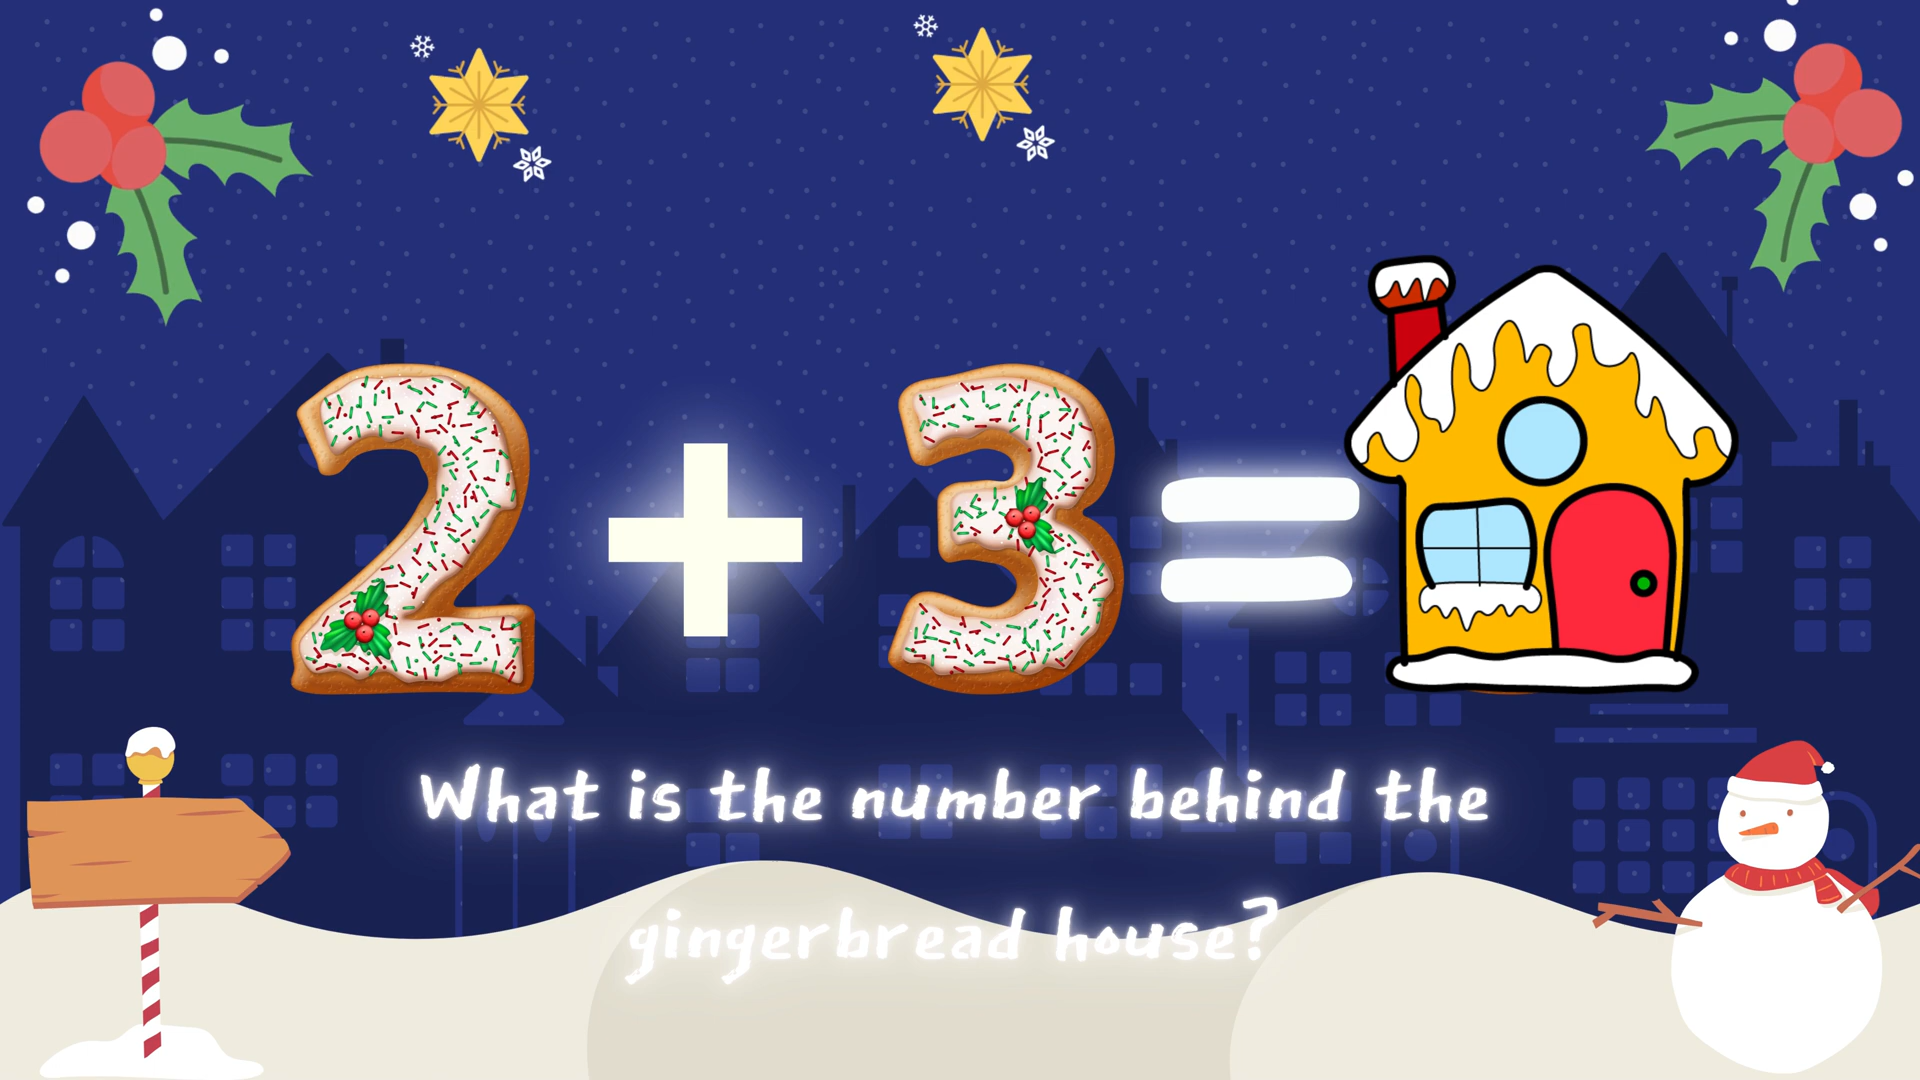 2 + 3 =
What is the number behind the
gingerbread house?